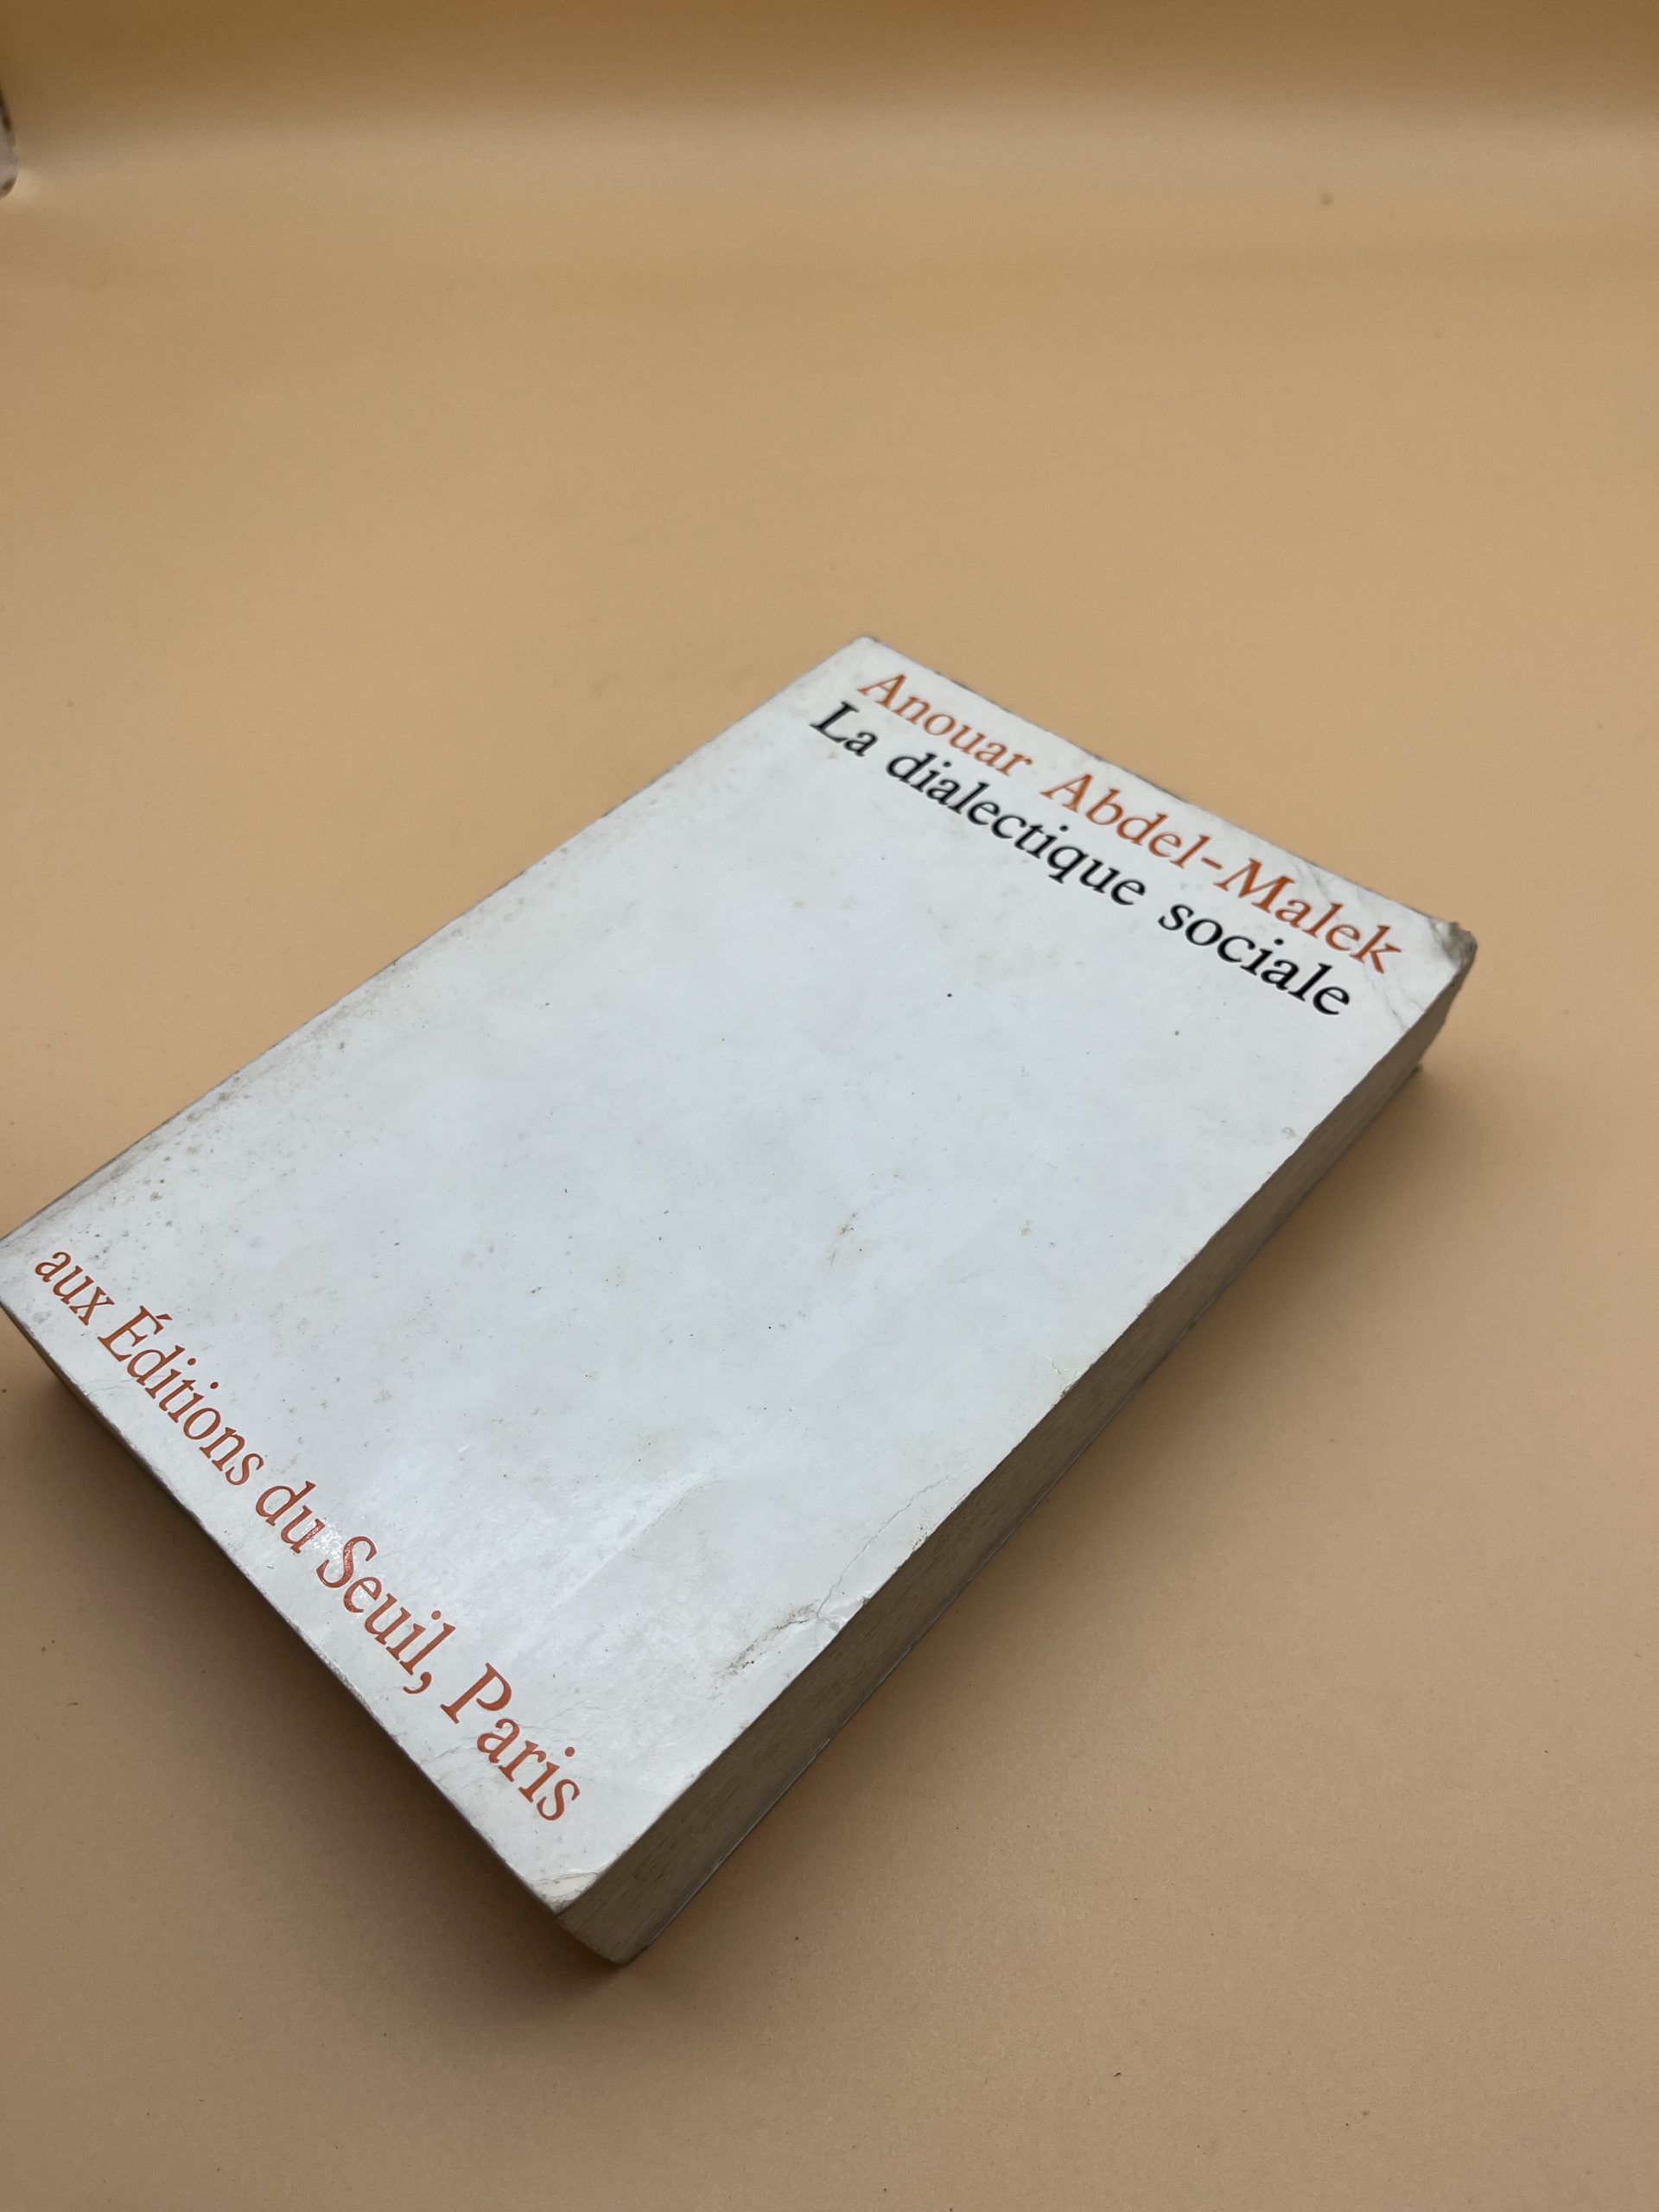 Anouar Abdel-Malek
La dialectique sociale
aux Éditions du Seuil, Paris